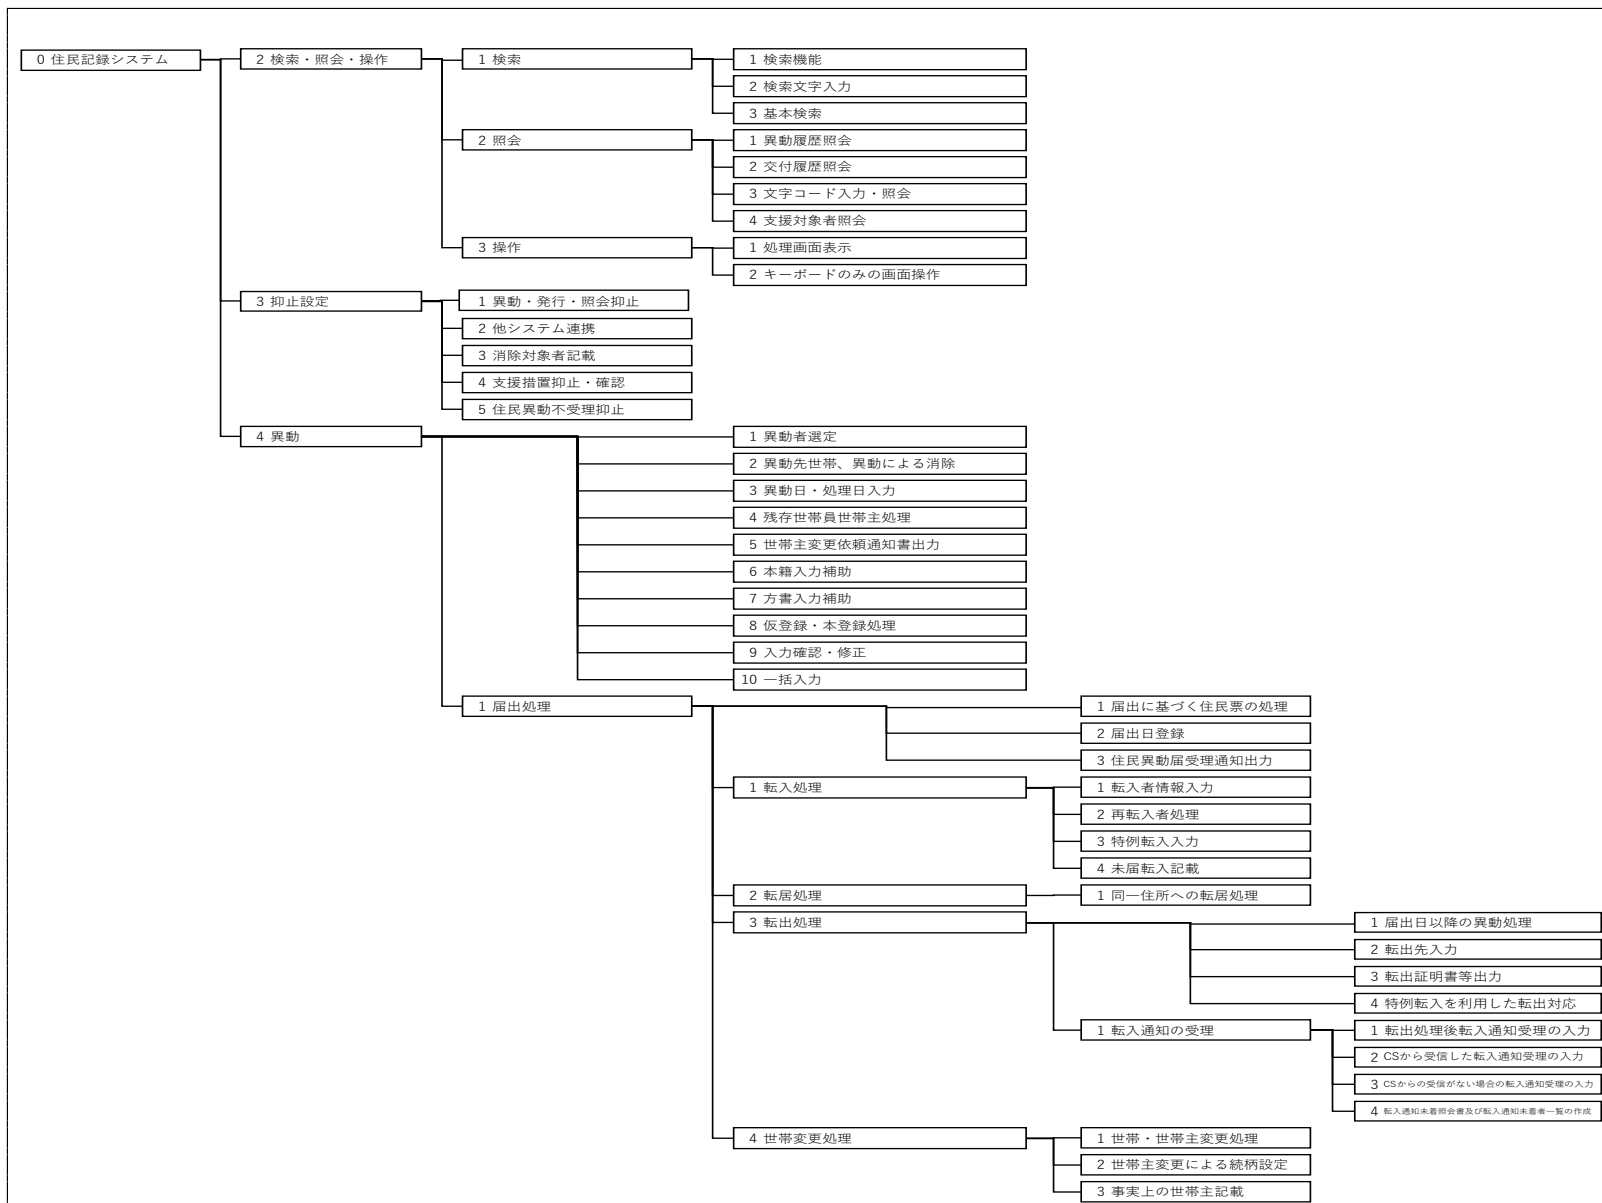 0 住民記録システム
2 検索・照会・操作
1 検索
1 検索機能
2 検索文字入力
3 基本検索
2 照会
1 異動履歴照会
2 交付履歴照会
3 文字コード入力・照会
4 支援対象者照会
3 操作
1 処理画面表示
2 キーボードのみの画面操作
3 抑止設定
1 異動・発行・照会抑止
2 他システム連携
3 消除対象者記載
4 支援措置抑止・確認
5 住民異動不受理抑止
4 異動
1 異動者選定
2 異動先世帯、異動による消除
3 異動日・処理日入力
4 残存世帯員世帯主処理
5 世帯主変更依頼通知書出力
6 本籍入力補助
7 方書入力補助
8 仮登録・本登録処理
9 入力確認・修正
10 一括入力
1 届出処理
1 届出に基づく住民票の処理
2 届出日登録
3 住民異動届受理通知出力
1 転入処理
1 転入者情報入力
2 再転入者処理
3 特例転入入力
4 未届転入記載
2 転居処理
1 同一住所への転居処理
3 転出処理
1 届出日以降の異動処理
2 転出先入力
3 転出証明書等出力
4 特例転入を利用した転出対応
1 転入通知の受理
1 転出処理後転入通知受理の入力
2 CSから受信した転入通知受理の入力
3 CSからの受信がない場合の転入通知受理の入力
4 転入通知未着照会書及び転入通知未着者一覧の作成
4 世帯変更処理
1 世帯・世帯主変更処理
2 世帯主変更による続柄設定
3 事実上の世帯主記載